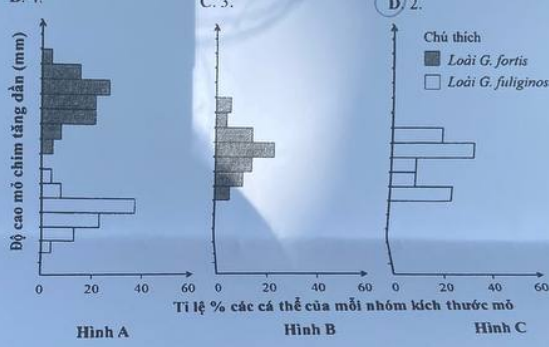 C. 3.
D. 2.
Chú thích
Loài G. fortis
Loài G. fuliginos
Độ cao mỏ chim tăng dần (mm)
0 20 40 60
0 20 40 60
0 20 40 60
Tỉ lệ % các cá thể của mỗi nhóm kích thước mỏ
Hình A
Hình B
Hình C